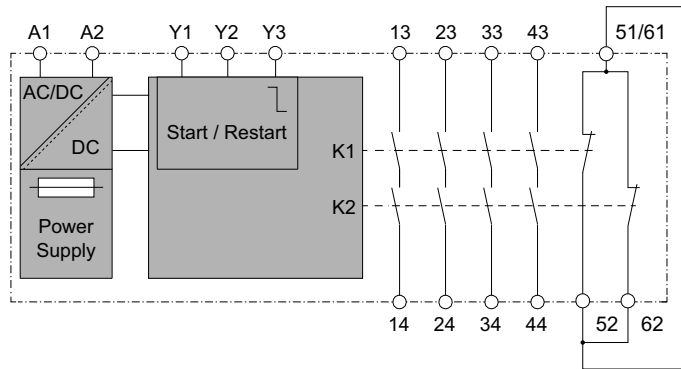 A1 A2 Y1 Y2 Y3 13 23 33 43 51/61
AC/DC
DC
Start / Restart
K1
K2
Power
Supply
14 24 34 44 52 62